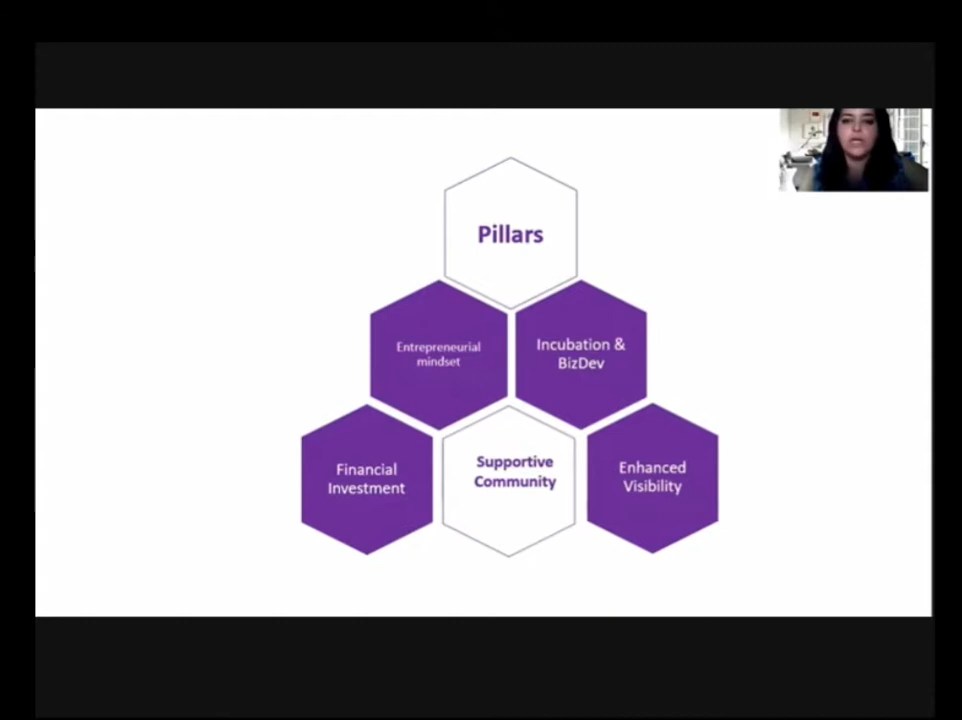 Pillars
Entrepreneurial
mindset
Incubation &
BizDev
Financial
Investment
Supportive
Community
Enhanced
Visibility